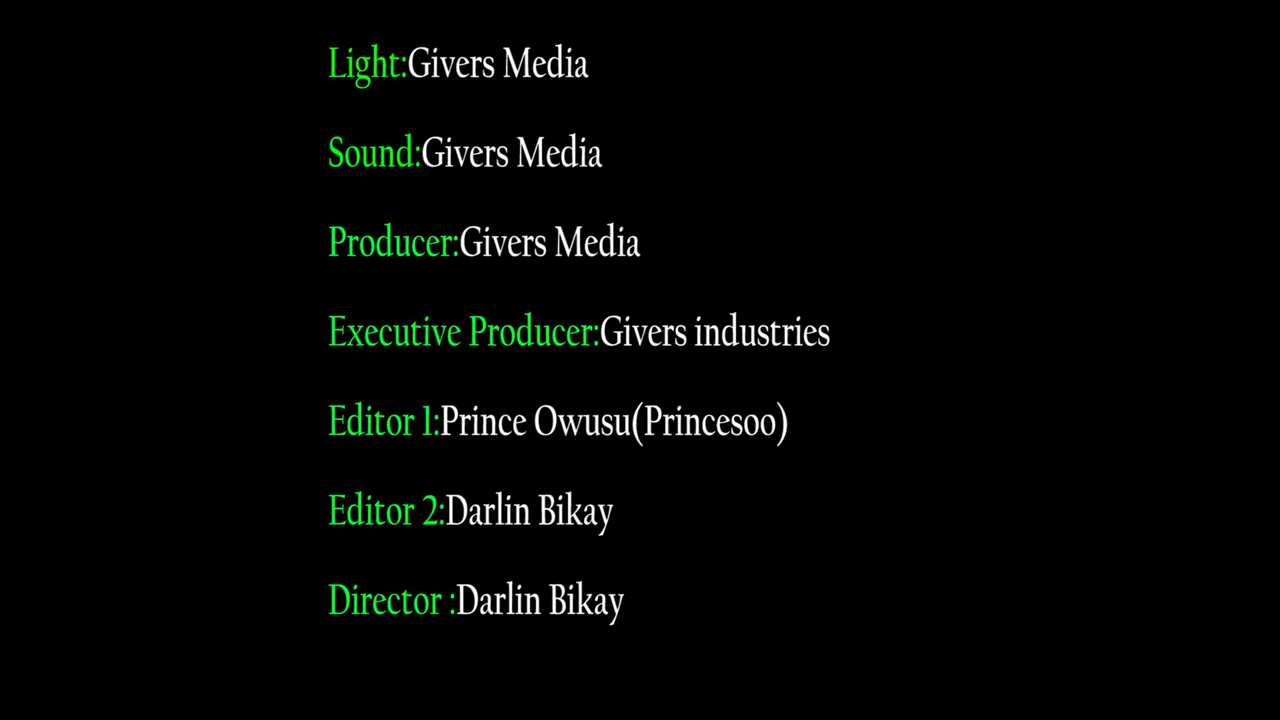 Light:Givers Media
Sound:Givers Media
Producer:Givers Media
Executive Producer:Givers industries
Editor 1:Prince Owusu(Princesoo)
Editor 2:Darlin Bikay
Director :Darlin Bikay